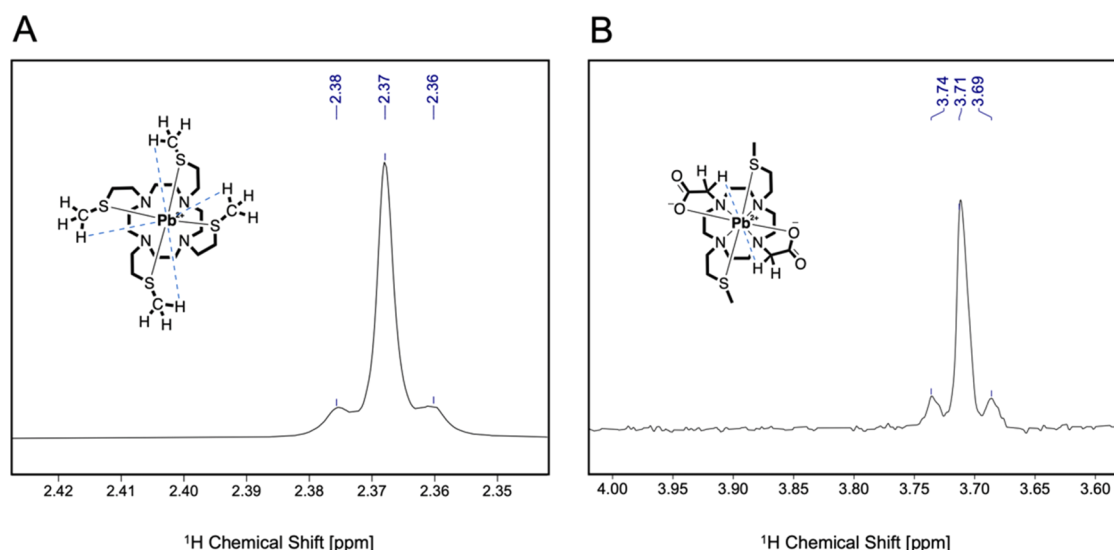 A
B
2.38
2.37
2.36
3.74
3.71
3.69
H
H
C
H
S
H
H
C
H
S
N
N
Pb²⁺
N
N
H
S
C
H
H
S
C
H
H
H
S
O
H
H
N
N
O⁻
Pb²⁺
O⁻
N
N
H
H
O
S
2.42 2.41 2.40 2.39 2.38 2.37 2.36 2.35
4.00 3.95 3.90 3.85 3.80 3.75 3.70 3.65 3.60
¹H Chemical Shift [ppm]
¹H Chemical Shift [ppm]